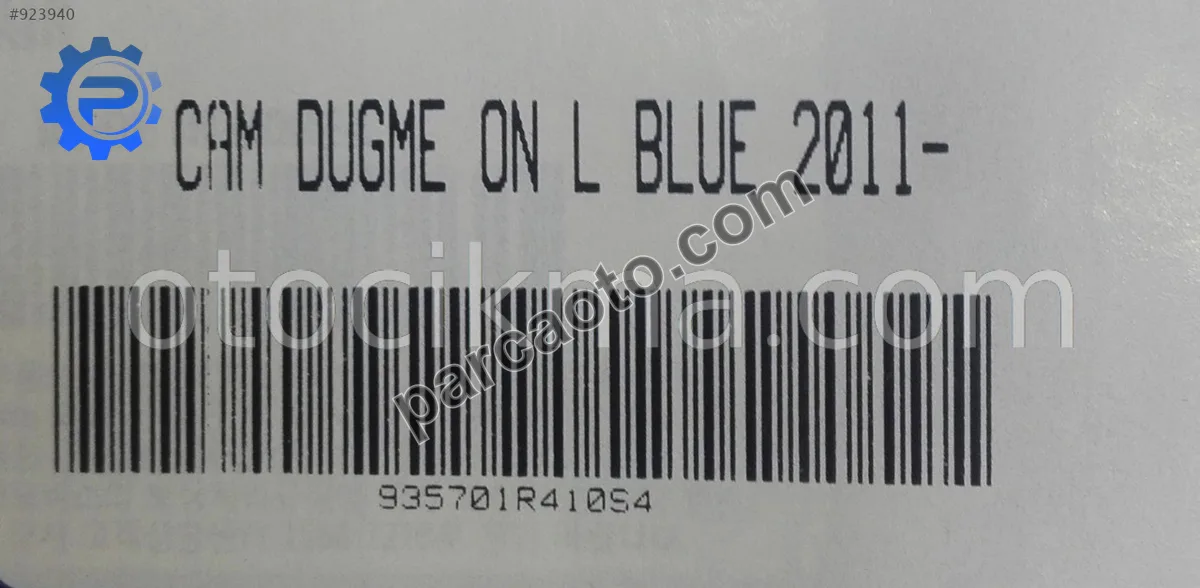 #923940
CAM DUGME ON L BLUE 2011-
otocikma.com
parcaoto.com
935701R410S4